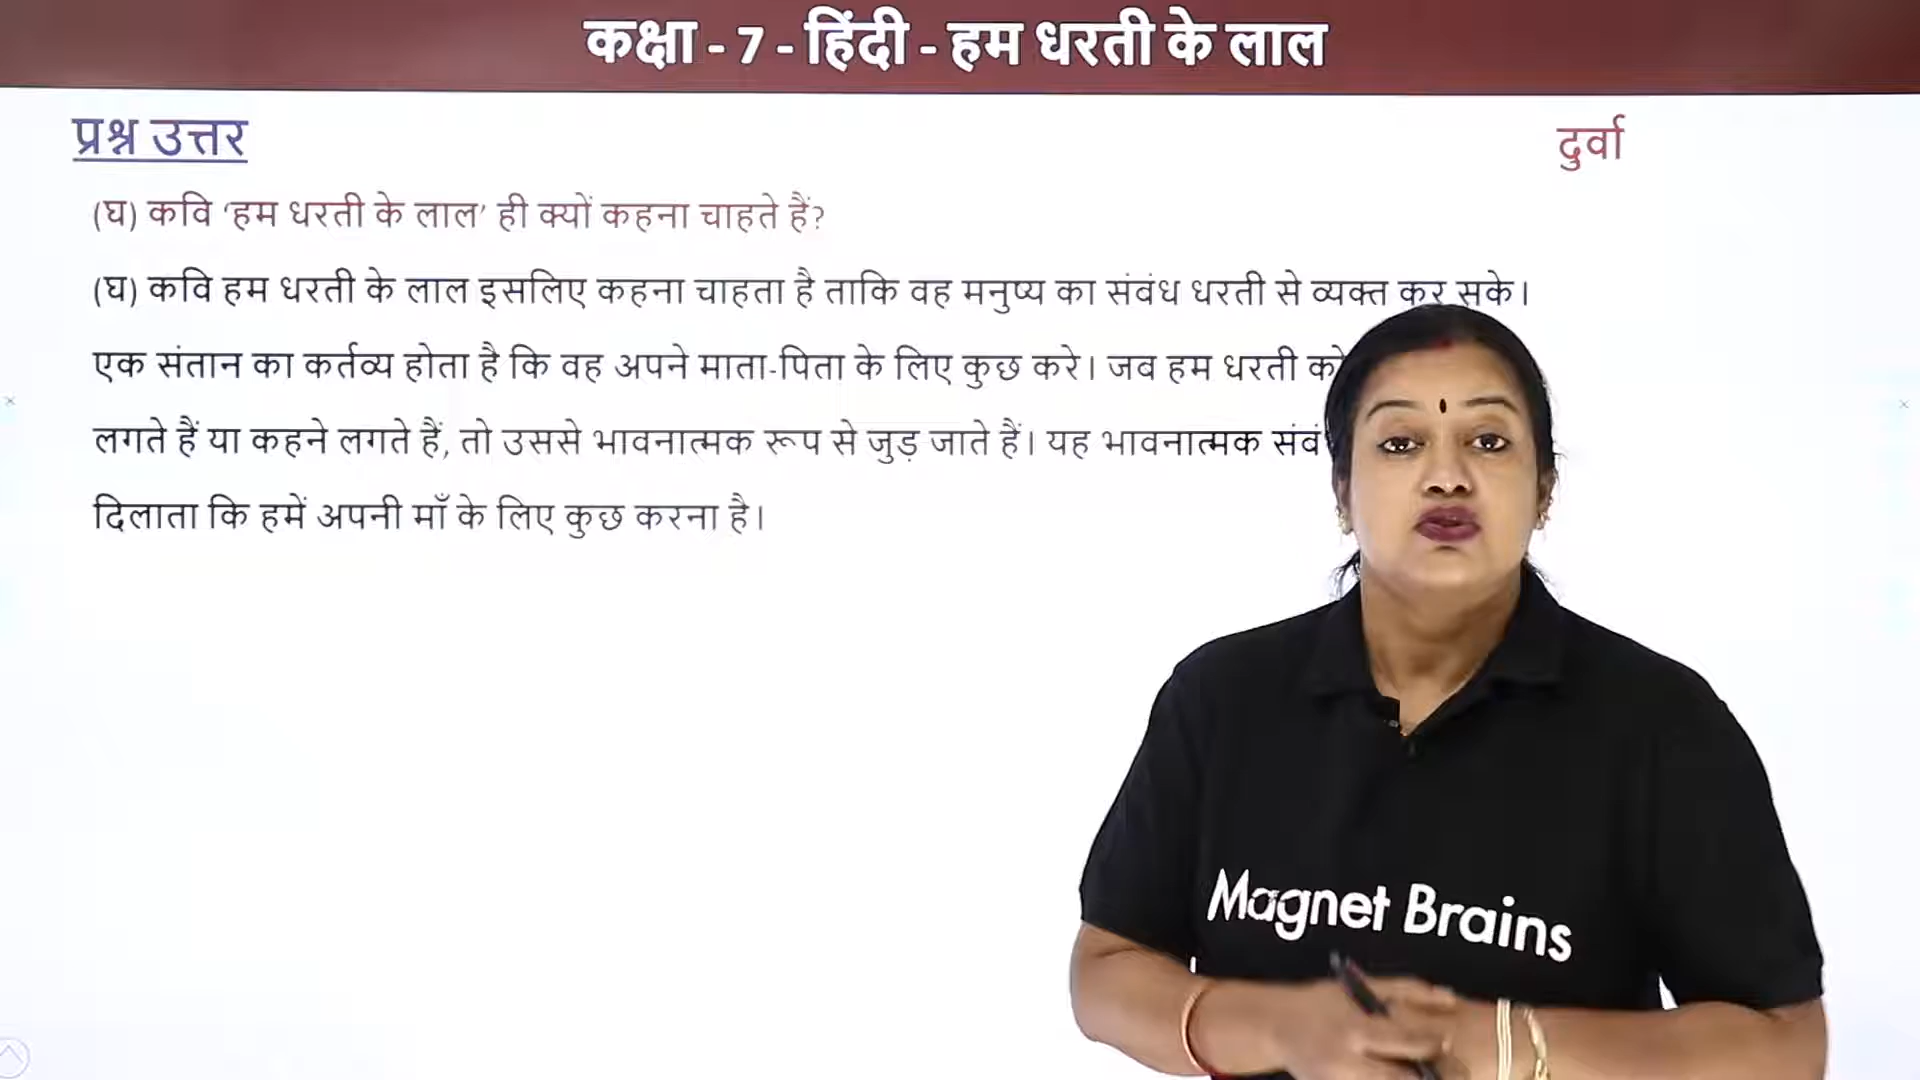 कक्षा - 7 - हिंदी - हम धरती के लाल
प्रश्न उत्तर
दुर्वा
(घ) कवि ‘हम धरती के लाल’ ही क्यों कहना चाहते हैं?
(घ) कवि हम धरती के लाल इसलिए कहना चाहता है ताकि वह मनुष्य का संबंध धरती से व्यक्त कर सके।
एक संतान का कर्तव्य होता है कि वह अपने माता-पिता के लिए कुछ करे। जब हम धरती को
लगते हैं या कहने लगते हैं, तो उससे भावनात्मक रूप से जुड़ जाते हैं। यह भावनात्मक
दिलाता कि हमें अपनी माँ के लिए कुछ करना है।
Magnet Brains